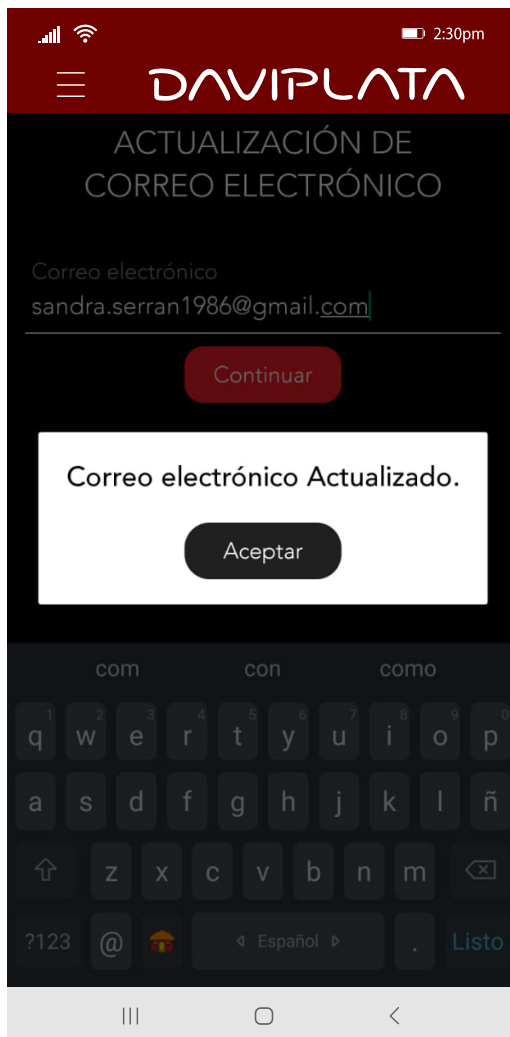 2:30pm
DAVIPLATA
ACTUALIZACIÓN DE
CORREO ELECTRÓNICO
Correo electrónico
sandra.serran1986@gmail.com
Continuar
Correo electrónico Actualizado.
Aceptar
com con como
1 2 3 4 5 6 7 8 9 0
q w e r t y u i o p
a s d f g h j k l ñ
z x c v b n m
?123 @ Español . Listo